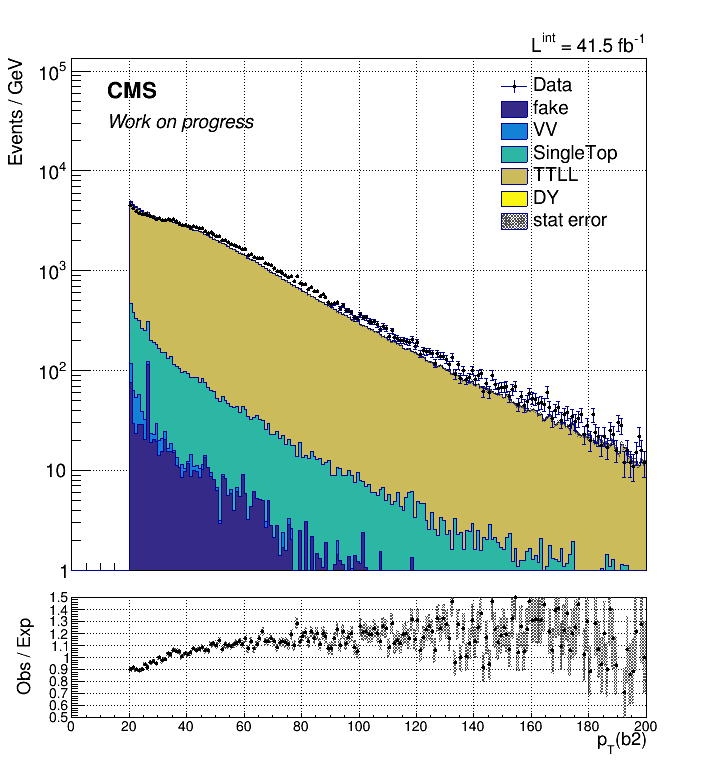 L^int = 41.5 fb^-1
Events / GeV
10^5
10^4
10^3
10^2
10
1
CMS
Work on progress
Data
fake
VV
SingleTop
TTLL
DY
stat error
Obs / Exp
1.5
1.4
1.3
1.2
1.1
1
0.9
0.8
0.7
0.6
0.5
0 20 40 60 80 100 120 140 160 180 200
p_T(b2)